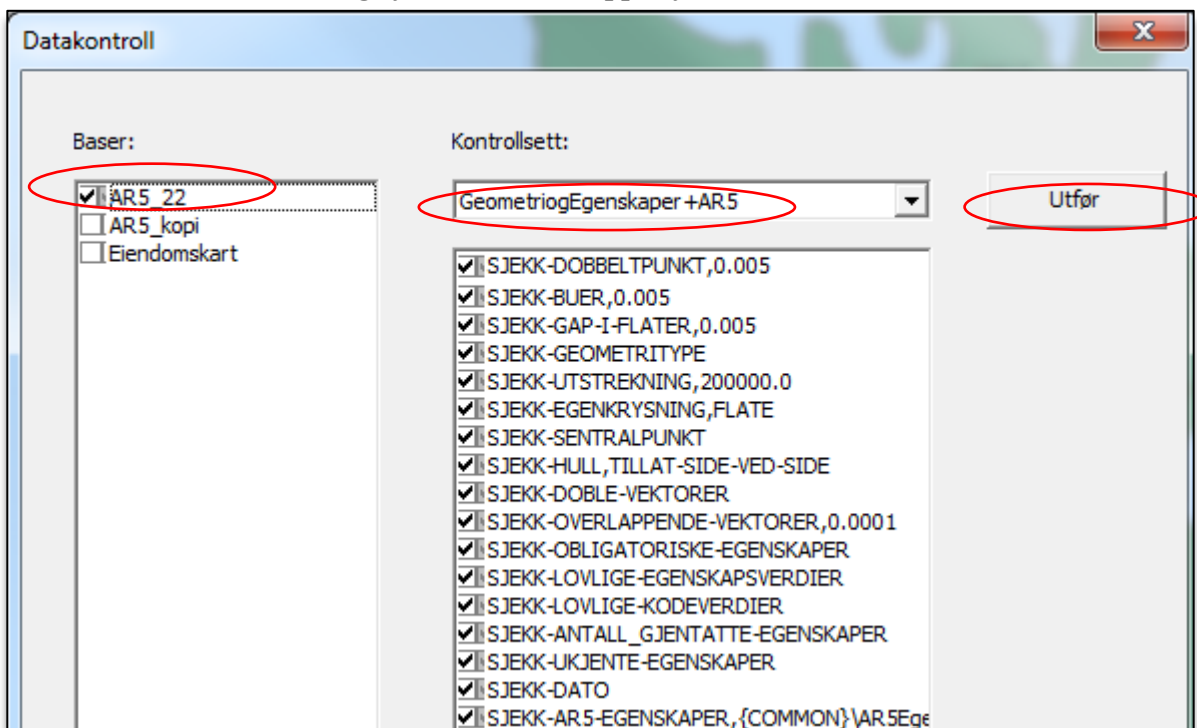 Datakontroll
Baser:
Kontrollsett:
AR5_22
AR5_kopi
Eiendomskart
GeometriogEgenskaper+AR5
Utfør
SJEKK-DOBBELTPUNKT,0.005
SJEKK-BUER,0.005
SJEKK-GAP-I-FLATER,0.005
SJEKK-GEOMETRITYPE
SJEKK-UTSTREKNING,200000.0
SJEKK-EGENKRYSNING,FLATE
SJEKK-SENTRALPUNKT
SJEKK-HULL,TILLAT-SIDE-VED-SIDE
SJEKK-DOBLE-VEKTORER
SJEKK-OVERLAPPENDE-VEKTORER,0.0001
SJEKK-OBLIGATORISKE-EGENSKAPER
SJEKK-LOVLIGE-EGENSKAPSVERDIER
SJEKK-LOVLIGE-KODEVERDIER
SJEKK-ANTALL_GJENTATTE-EGENSKAPER
SJEKK-UKJENTE-EGENSKAPER
SJEKK-DATO
SJEKK-AR5-EGENSKAPER,{COMMON}\AR5Ege